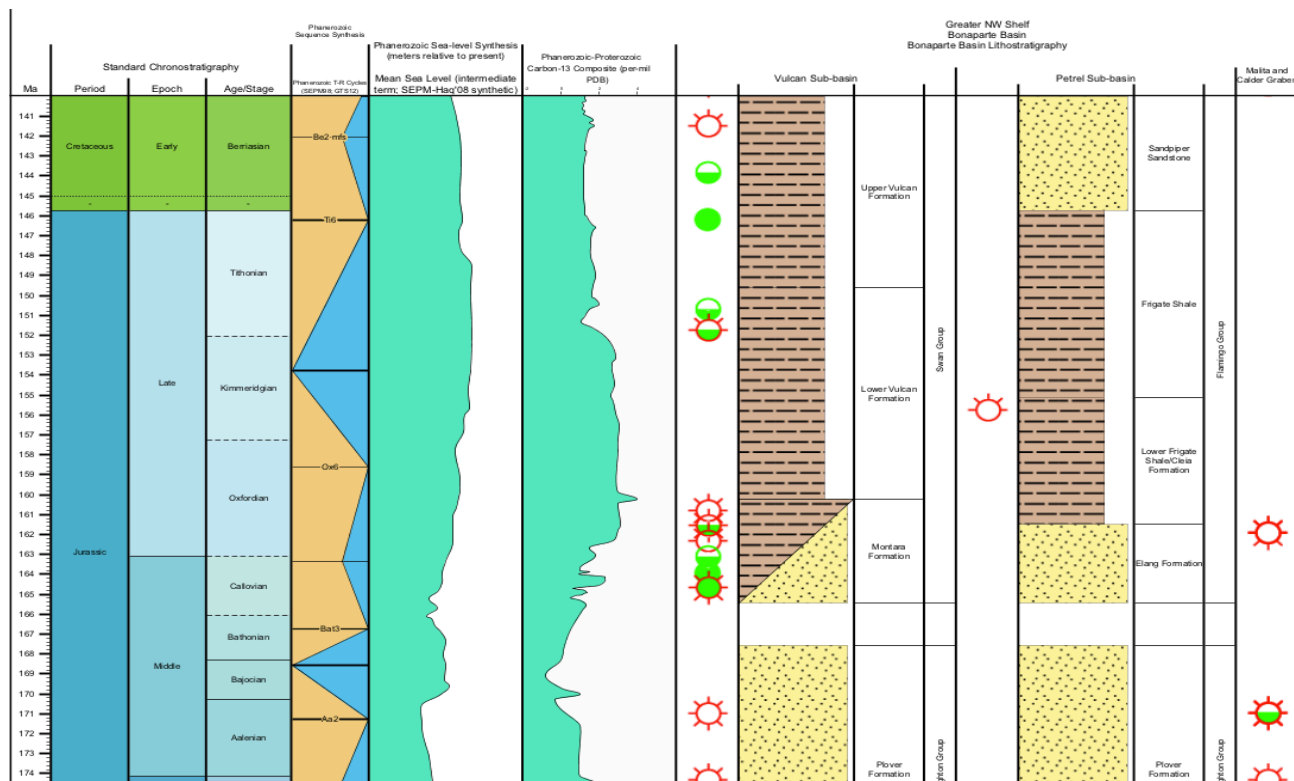 Phanerozoic
Sequence Synthesis
Greater NW Shelf
Bonaparte Basin
Bonaparte Basin Lithostratigraphy
Standard Chronostratigraphy
Phanerozoic Sea-level Synthesis
(meters relative to present)
Phanerozoic-Proterozoic
Carbon-13 Composite (per-mil
PDB)
Ma
Period
Epoch
Age/Stage
Phanerozoic T-R Cycles
(SEPM98; GTS12)
Mean Sea Level (intermediate
term; SEPM-Haq'08 synthetic)
Vulcan Sub-basin
Petrel Sub-basin
Malita and
Calder Graben
141
142
143
144
145
146
147
148
149
150
151
152
153
154
155
156
157
158
159
160
161
162
163
164
165
166
167
168
169
170
171
172
173
174
Cretaceous
Jurassic
Early
Late
Middle
Berriasian
Tithonian
Kimmeridgian
Oxfordian
Callovian
Bathonian
Bajocian
Aalenian
- - -
Be2 mfs
Ti6
Ox6
Bat3
Aa2
Upper Vulcan
Formation
Lower Vulcan
Formation
Montara
Formation
Plover
Formation
Swan Group
Sandpiper
Sandstone
Frigate Shale
Lower Frigate
Shale/Cleia
Formation
Elang Formation
Plover
Formation
Flamingo Group